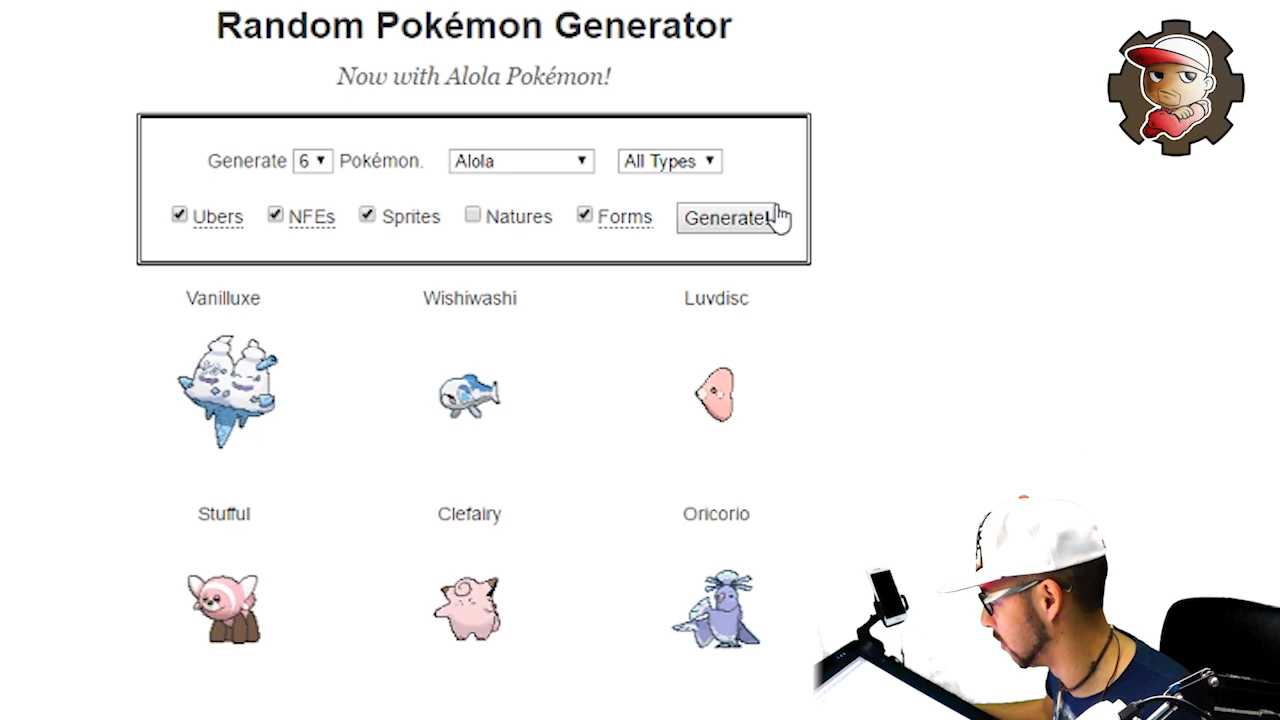 Random Pokémon Generator
Now with Alola Pokémon!
Generate 6 Pokémon. Alola All Types
Ubers NFEs Sprites Natures Forms Generate!
Vanilluxe Wishiwashi Luvdisc
Stufful Clefairy Oricorio